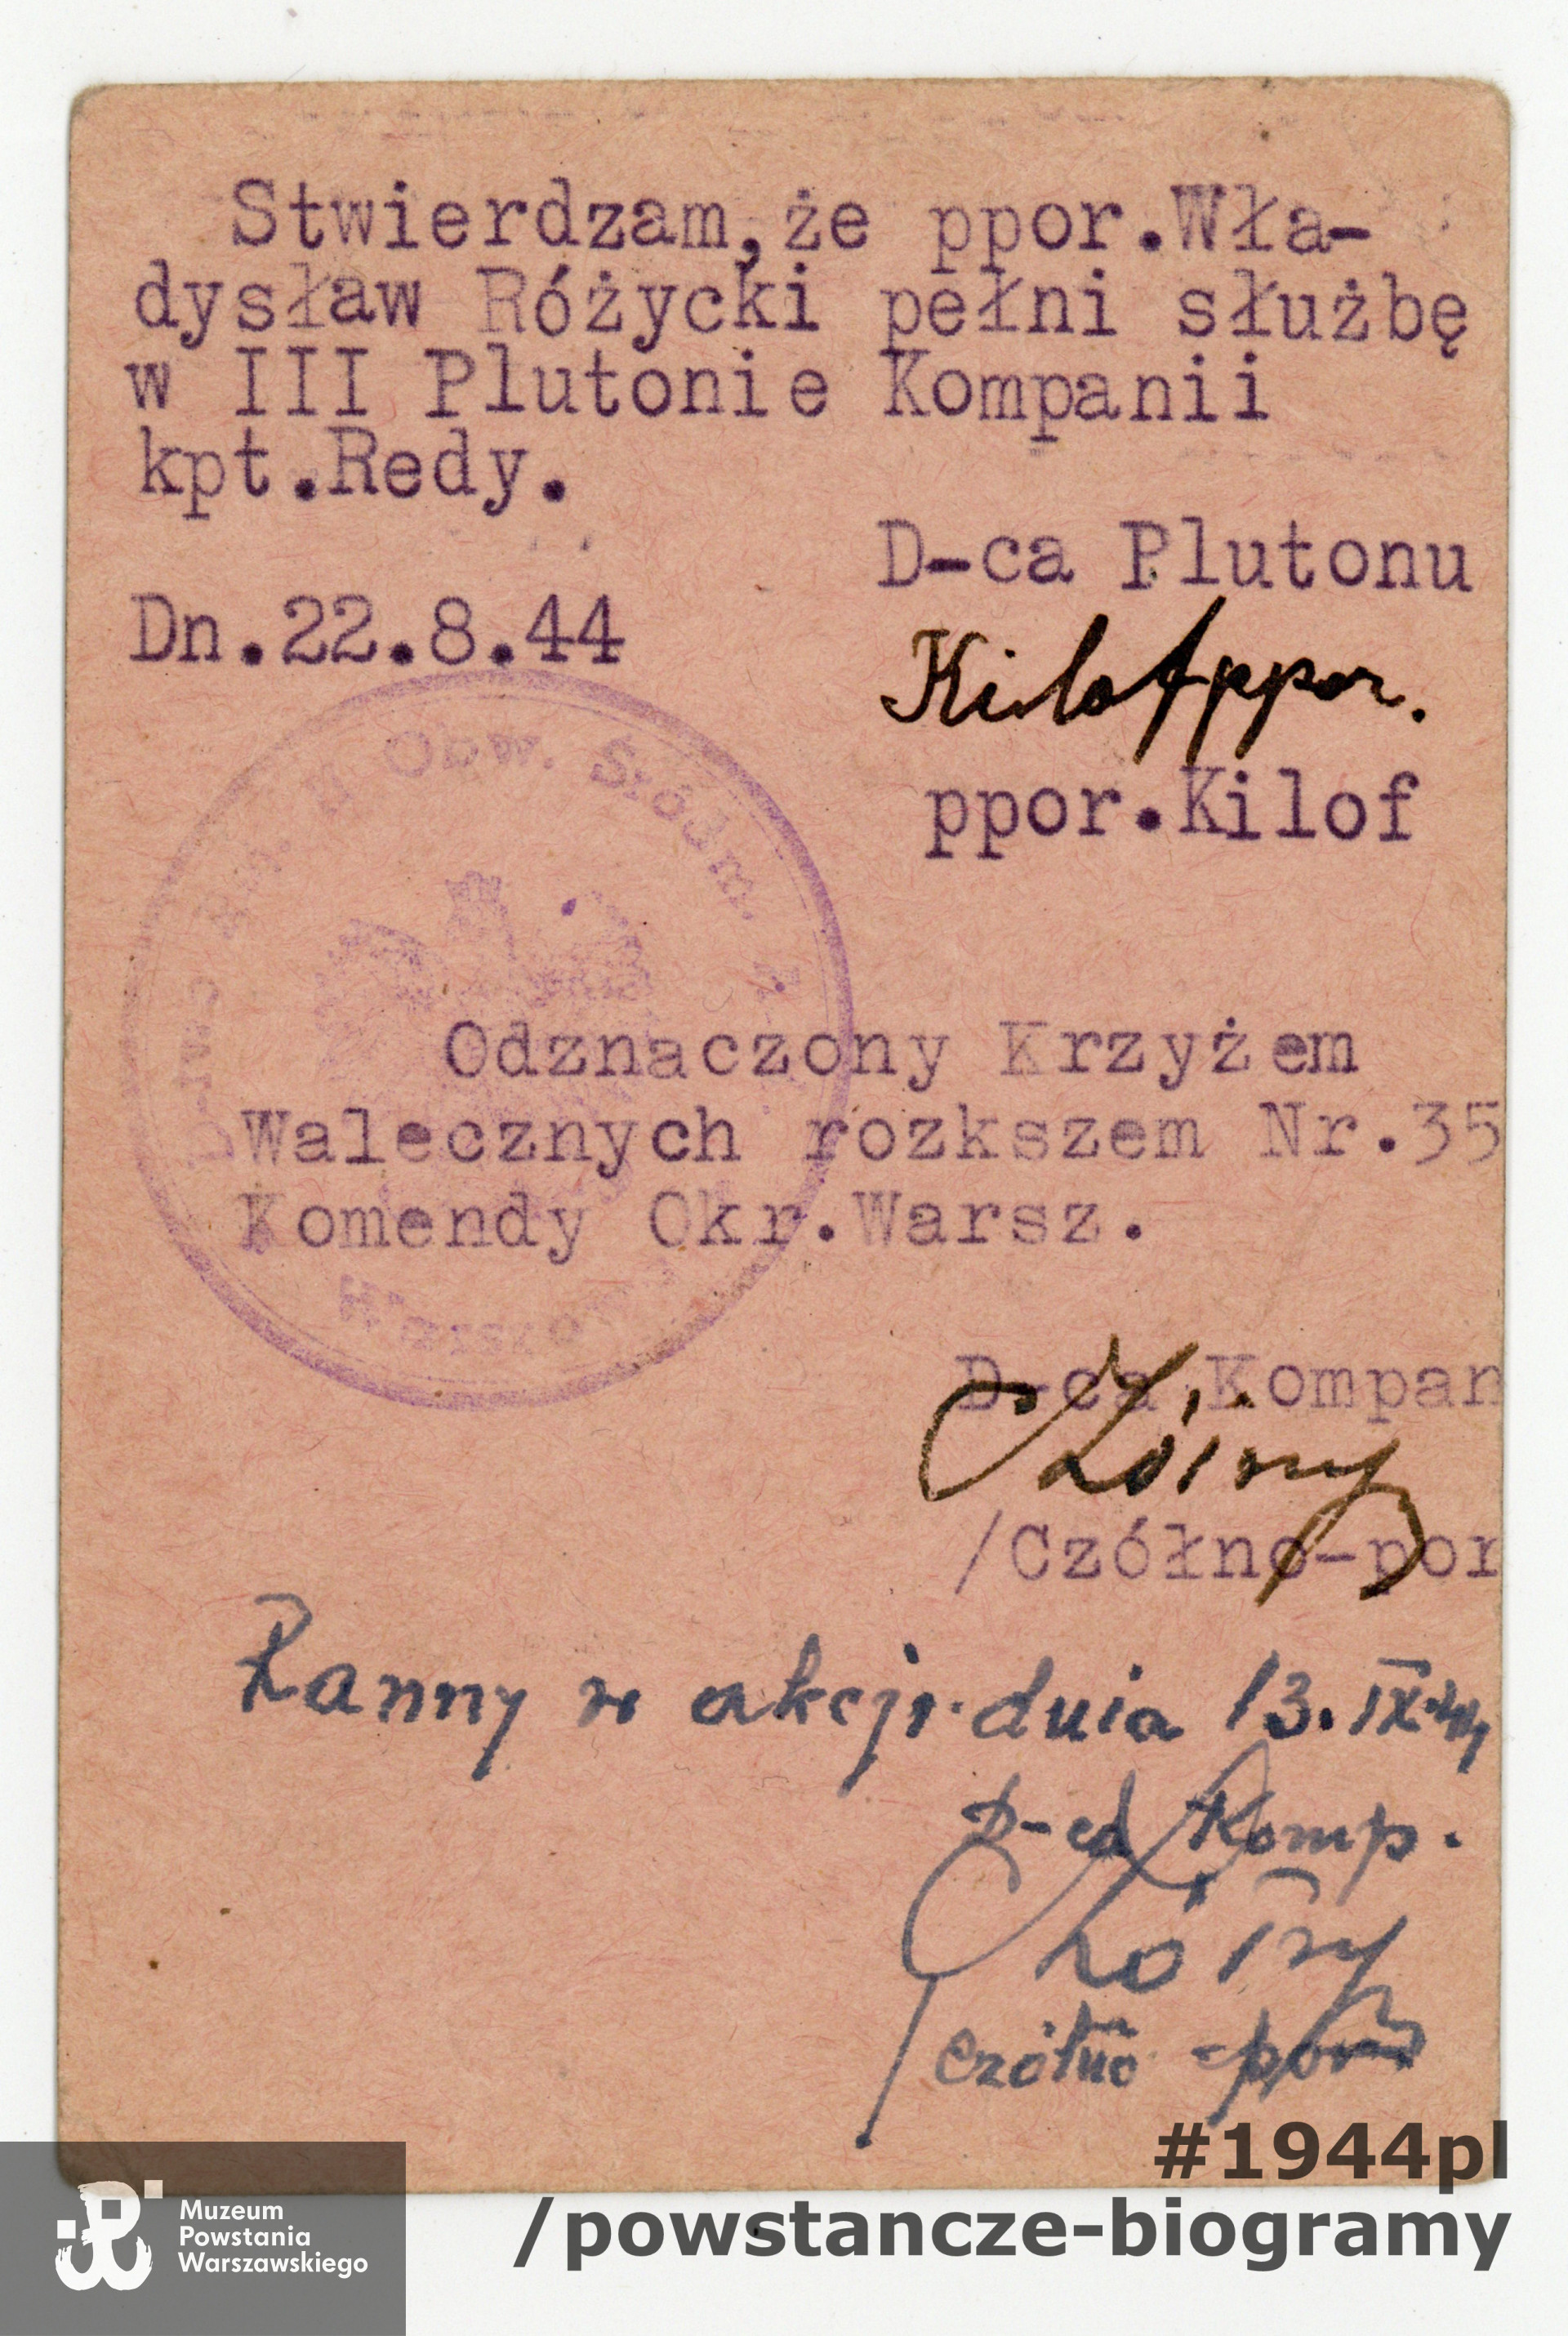 Stwierdzam,że ppor.Wła-
dysław Różycki pełni służbę
w III Plutonie Kompanii
kpt.Redy.
D-ca Plutonu
Dn.22.8.44
Kilof ppor.
ppor.Kilof
Obw. Śródm.
Odznaczony Krzyżem
Walecznych rozkszem Nr.35
Komendy Okr.Warsz.
D-ca Kompan
/Czółno-por
Ranny w akcji dnia 13.IX.44
D-ca Komp.
Czółno - por
#1944pl
/powstancze-biogramy
Muzeum
Powstania
Warszawskiego